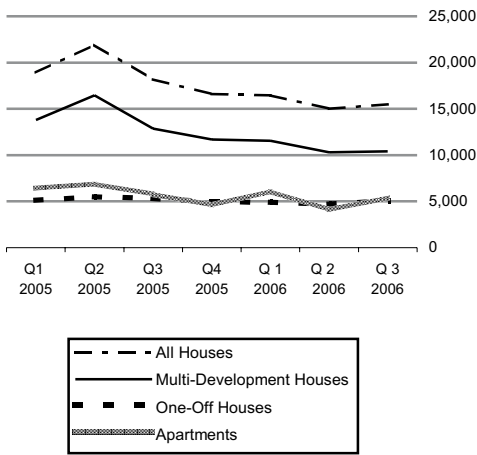 25,000
20,000
15,000
10,000
5,000
0
Q1 Q2 Q3 Q4 Q 1 Q 2 Q 3
2005 2005 2005 2005 2006 2006 2006
All Houses
Multi-Development Houses
One-Off Houses
Apartments